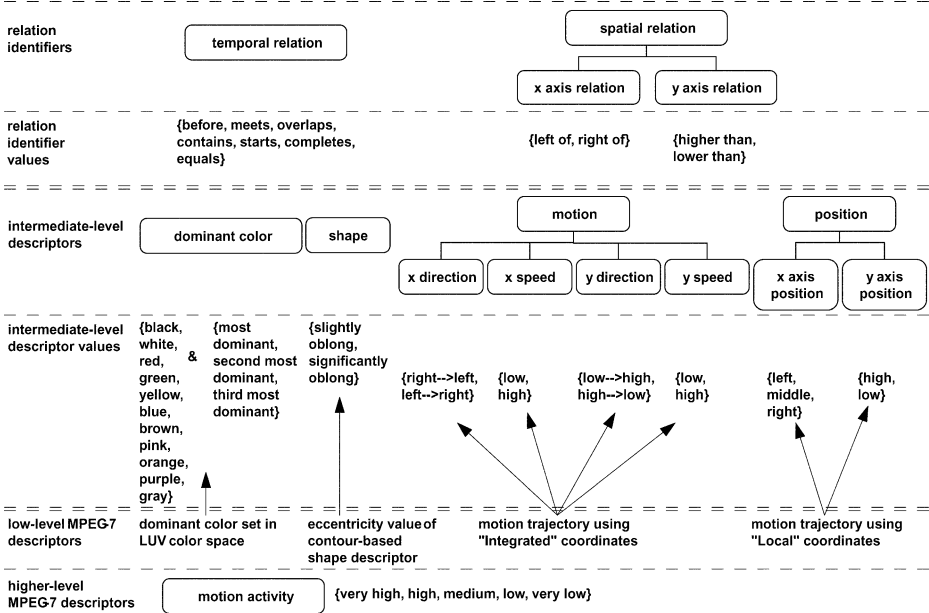 relation
identifiers
temporal relation
spatial relation
x axis relation
y axis relation
relation
identifier
values
{before, meets, overlaps,
contains, starts, completes,
equals}
{left of, right of}
{higher than,
lower than}
intermediate-level
descriptors
dominant color
shape
motion
x direction
x speed
y direction
y speed
position
x axis
position
y axis
position
intermediate-level
descriptor values
{black,
white,
red,
green,
yellow,
blue,
brown,
pink,
orange,
purple,
gray}
&
{most
dominant,
second most
dominant,
third most
dominant}
{slightly
oblong,
significantly
oblong}
{right-->left,
left-->right}
{low,
high}
{low-->high,
high-->low}
{low,
high}
{left,
middle,
right}
{high,
low}
low-level MPEG-7
descriptors
dominant color set in
LUV color space
eccentricity value of
contour-based
shape descriptor
motion trajectory using
"Integrated" coordinates
motion trajectory using
"Local" coordinates
higher-level
MPEG-7 descriptors
motion activity
{very high, high, medium, low, very low}